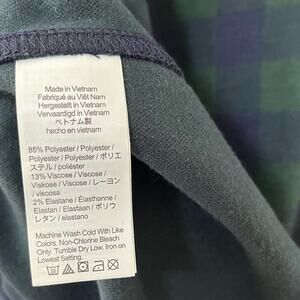 Made in Vietnam
Fabriqué au Viêt Nam
Hergestellt in Vietnam
Vervaardigd in Vietnam
ベトナム製
hecho en vietnam
85% Polyester / Polyester /
Polyester / Polyester / ポリエ
ステル / poliéster
13% Viscose / Viscose /
Viskose / Viscose / レーヨン
/ viscosa
2% Elastane / Élasthanne /
Elastan / Elastaan / ポリウ
レタン / elastano
Machine Wash Cold With Like
Colors, Non-Chlorine Bleach
Only, Tumble Dry Low, Iron on
Lowest Setting.